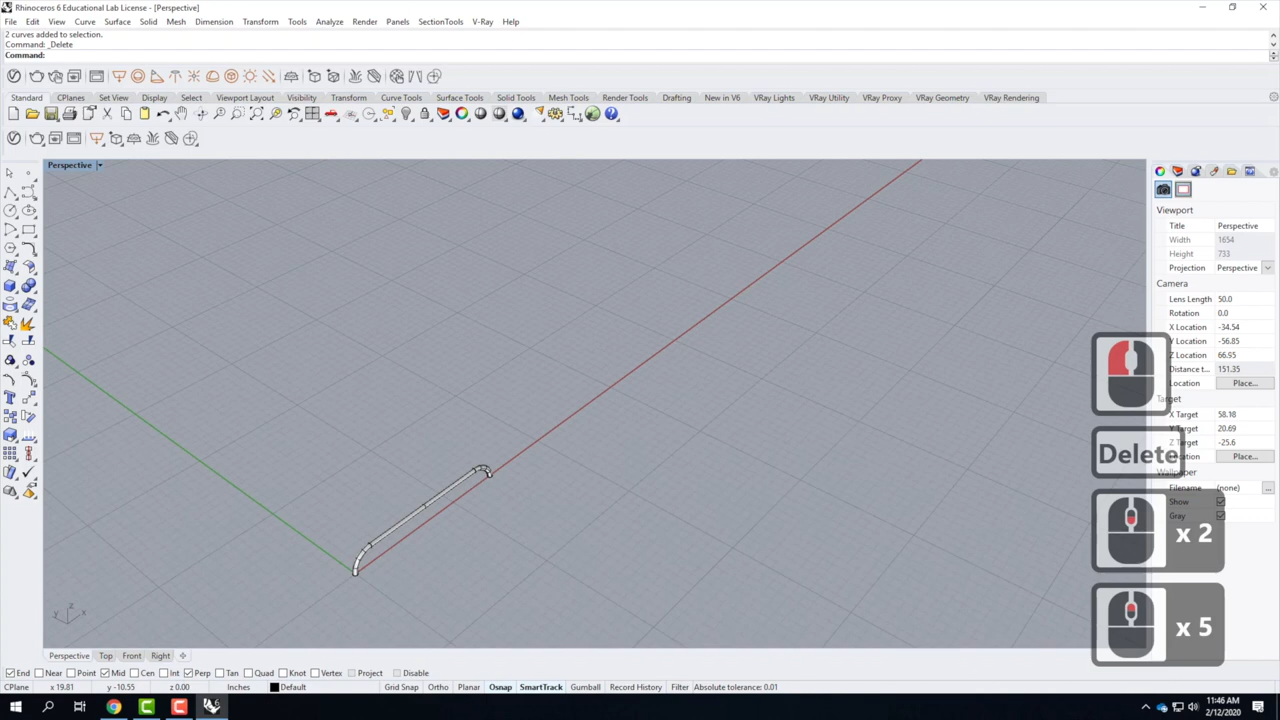 Rhinoceros 6 Educational Lab License - [Perspective]
File Edit View Curve Surface Solid Mesh Dimension Transform Tools Analyze Render Panels SectionTools V-Ray Help
2 curves added to selection.
Command: _Delete
Command:
Standard CPlanes Set View Display Select Viewport Layout Visibility Transform Curve Tools Surface Tools Solid Tools Mesh Tools Render Tools Drafting New in V6 VRay Lights VRay Utility VRay Proxy VRay Geometry VRay Rendering
Perspective
Viewport
Title Perspective
Width 1654
Height 733
Projection Perspective
Camera
Lens Length 50.0
Rotation 0.0
X Location -34.54
Y Location -56.85
Z Location 66.95
Distance t... 151.35
Location Place...
Target
X Target 58.18
Y Target 20.69
Z Target -25.6
Location Place...
Wallpaper
Filename (none) ...
Show
Gray
Delete
x 2
x 5
z
y x
Perspective Top Front Right
End Near Point Mid Cen Int Perp Tan Quad Knot Vertex Project Disable
CPlane x 19.81 y -10.55 z 0.00 Inches Default Grid Snap Ortho Planar Osnap SmartTrack Gumball Record History Filter Absolute tolerance: 0.01
11:46 AM
2/12/2020